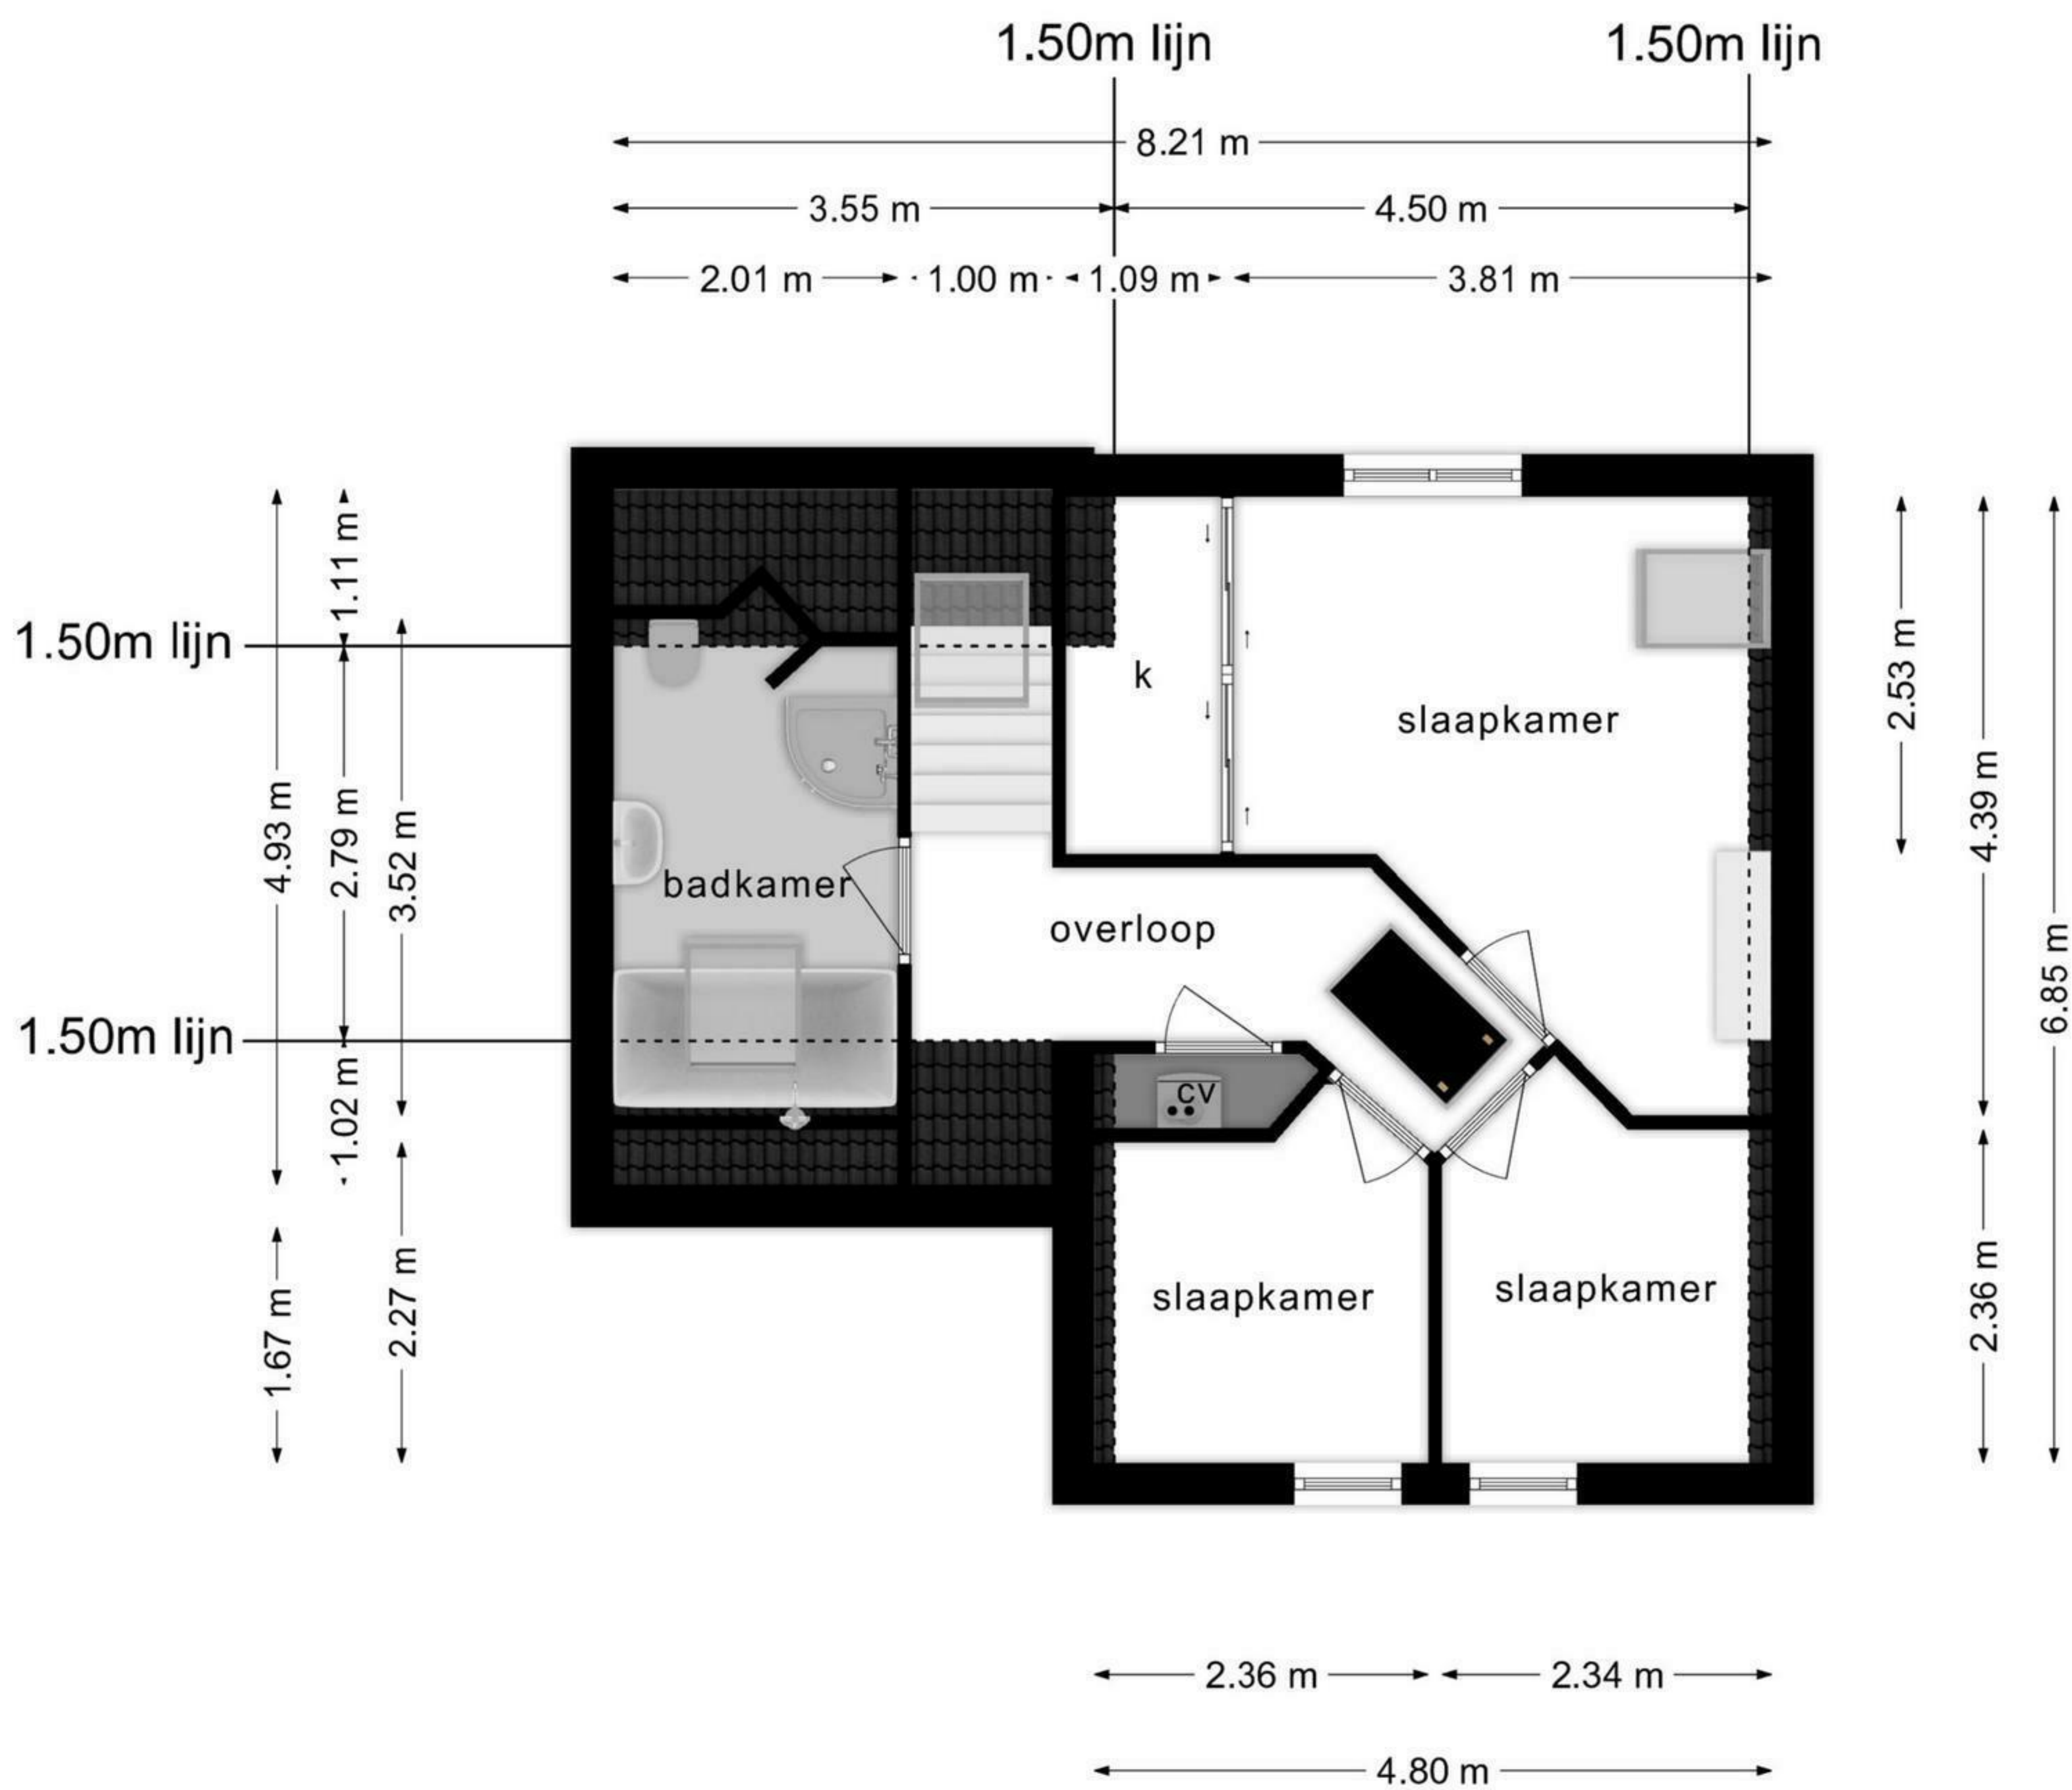 1.50m lijn 1.50m lijn
8.21 m
3.55 m 4.50 m
2.01 m 1.00 m 1.09 m 3.81 m
1.50m lijn
1.50m lijn
4.93 m
1.67 m
1.11 m
2.79 m
1.02 m
3.52 m
2.27 m
k
slaapkamer
badkamer
overloop
cv
slaapkamer
slaapkamer
2.53 m
4.39 m
2.36 m
6.85 m
2.36 m 2.34 m
4.80 m